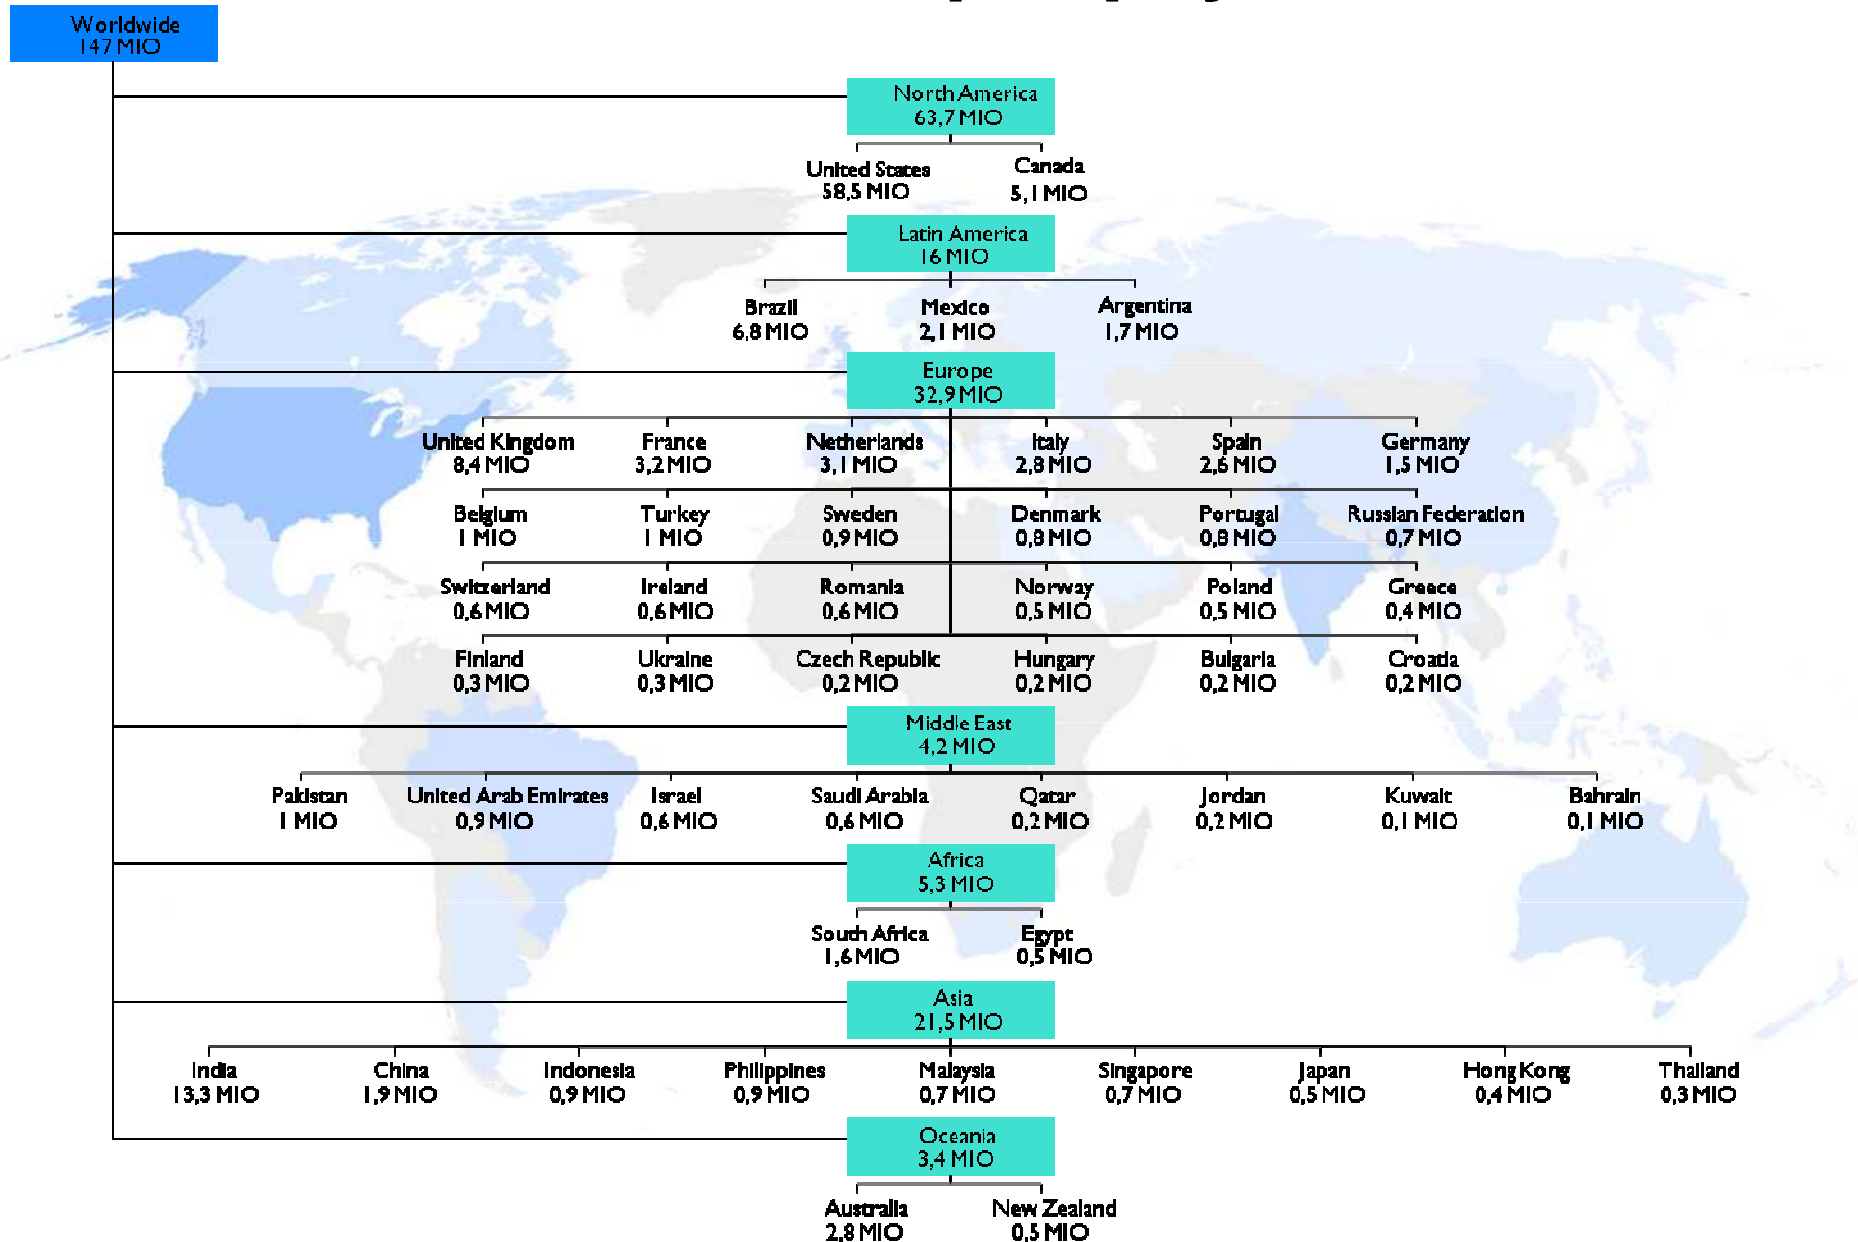 Worldwide
147 MIO
North America
63,7 MIO
United States
58,5 MIO
Canada
5,1 MIO
Latin America
16 MIO
Brazil
6,8 MIO
Mexico
2,1 MIO
Argentina
1,7 MIO
Europe
32,9 MIO
United Kingdom
8,4 MIO
France
3,2 MIO
Netherlands
3,1 MIO
Italy
2,8 MIO
Spain
2,6 MIO
Germany
1,5 MIO
Belgium
1 MIO
Turkey
1 MIO
Sweden
0,9 MIO
Denmark
0,8 MIO
Portugal
0,8 MIO
Russian Federation
0,7 MIO
Switzerland
0,6 MIO
Ireland
0,6 MIO
Romania
0,6 MIO
Norway
0,5 MIO
Poland
0,5 MIO
Greece
0,4 MIO
Finland
0,3 MIO
Ukraine
0,3 MIO
Czech Republic
0,2 MIO
Hungary
0,2 MIO
Bulgaria
0,2 MIO
Croatia
0,2 MIO
Middle East
4,2 MIO
Pakistan
1 MIO
United Arab Emirates
0,9 MIO
Israel
0,6 MIO
Saudi Arabia
0,6 MIO
Qatar
0,2 MIO
Jordan
0,2 MIO
Kuwait
0,1 MIO
Bahrain
0,1 MIO
Africa
5,3 MIO
South Africa
1,6 MIO
Egypt
0,5 MIO
Asia
21,5 MIO
India
13,3 MIO
China
1,9 MIO
Indonesia
0,9 MIO
Philippines
0,9 MIO
Malaysia
0,7 MIO
Singapore
0,7 MIO
Japan
0,5 MIO
Hong Kong
0,4 MIO
Thailand
0,3 MIO
Oceania
3,4 MIO
Australia
2,8 MIO
New Zealand
0,5 MIO